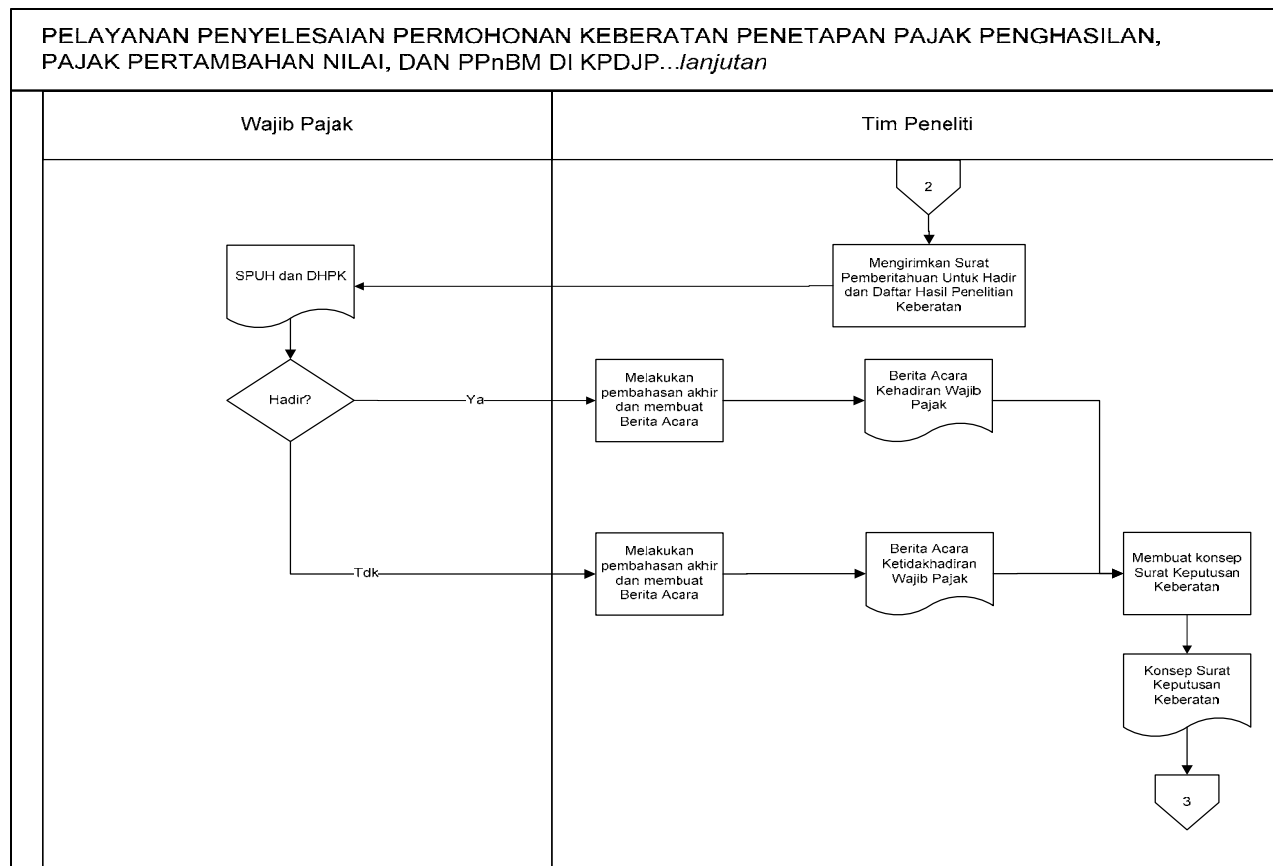 PELAYANAN PENYELESAIAN PERMOHONAN KEBERATAN PENETAPAN PAJAK PENGHASILAN,
PAJAK PERTAMBAHAN NILAI, DAN PPnBM DI KPDJP...lanjutan
Wajib Pajak
Tim Peneliti
2
Mengirimkan Surat
Pemberitahuan Untuk Hadir
dan Daftar Hasil Penelitian
Keberatan
SPUH dan DHPK
Hadir?
Ya
Melakukan
pembahasan akhir
dan membuat
Berita Acara
Berita Acara
Kehadiran Wajib
Pajak
Tdk
Melakukan
pembahasan akhir
dan membuat
Berita Acara
Berita Acara
Ketidakhadiran
Wajib Pajak
Membuat konsep
Surat Keputusan
Keberatan
Konsep Surat
Keputusan
Keberatan
3